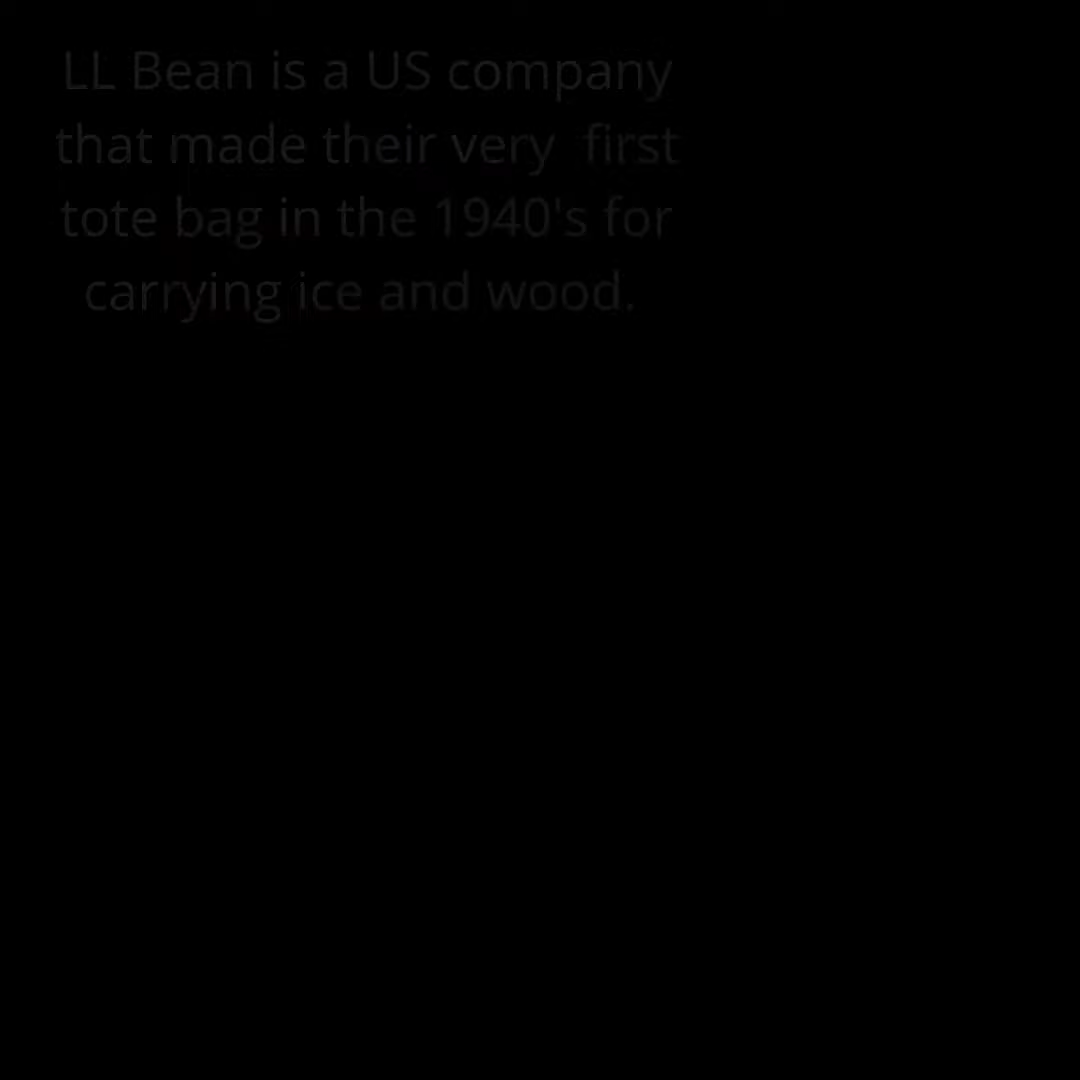 LL Bean is a US company
that made their very first
tote bag in the 1940's for
carrying ice and wood.